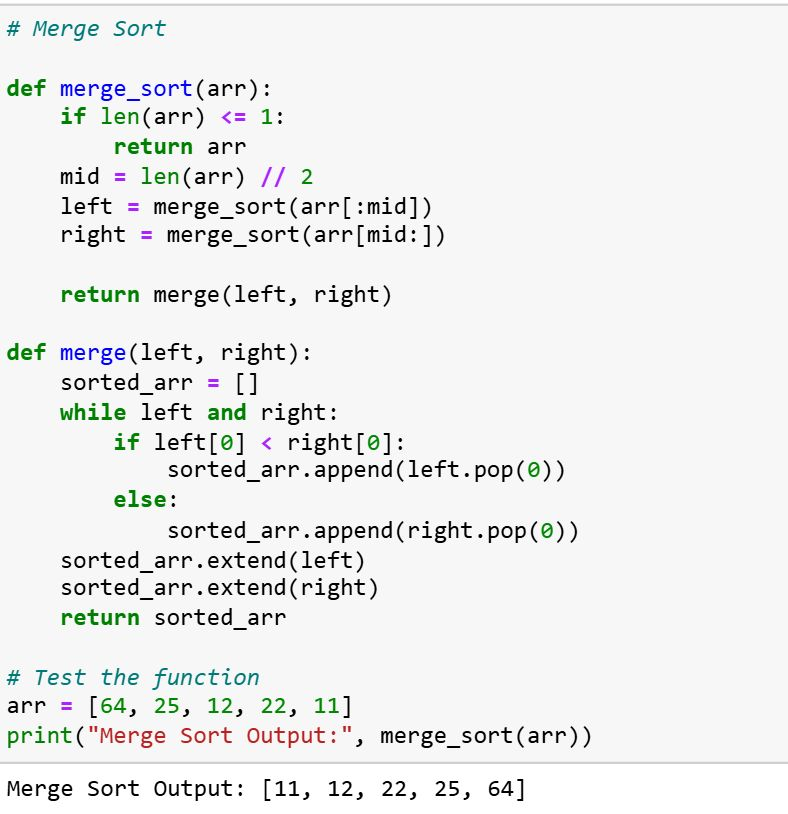 # Merge Sort
def merge_sort(arr):
    if len(arr) <= 1:
        return arr
    mid = len(arr) // 2
    left = merge_sort(arr[:mid])
    right = merge_sort(arr[mid:])
    return merge(left, right)
def merge(left, right):
    sorted_arr = []
    while left and right:
        if left[0] < right[0]:
            sorted_arr.append(left.pop(0))
        else:
            sorted_arr.append(right.pop(0))
    sorted_arr.extend(left)
    sorted_arr.extend(right)
    return sorted_arr
# Test the function
arr = [64, 25, 12, 22, 11]
print("Merge Sort Output:", merge_sort(arr))
Merge Sort Output: [11, 12, 22, 25, 64]